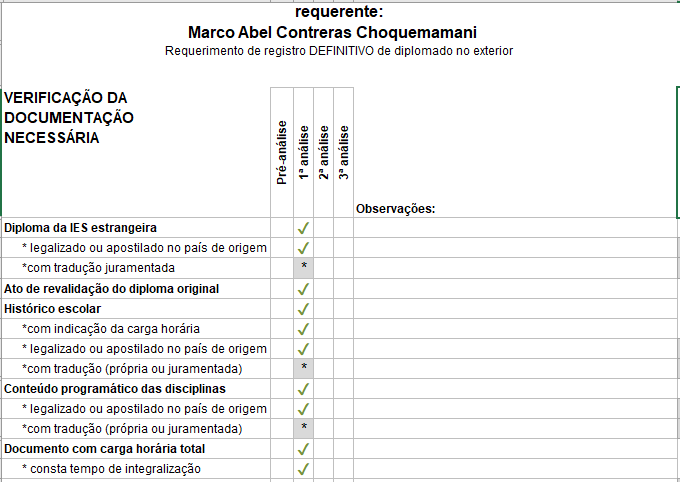 requerente:
Marco Abel Contreras Choquemamani
Requerimento de registro DEFINITIVO de diplomado no exterior
VERIFICAÇÃO DA
DOCUMENTAÇÃO
NECESSÁRIA
Pré-análise
1ª análise
2ª análise
3ª análise
Observações:
Diploma da IES estrangeira ✓
* legalizado ou apostilado no país de origem ✓
*com tradução juramentada *
Ato de revalidação do diploma original ✓
Histórico escolar ✓
*com indicação da carga horária ✓
* legalizado ou apostilado no país de origem ✓
*com tradução (própria ou juramentada) *
Conteúdo programático das disciplinas ✓
* legalizado ou apostilado no país de origem ✓
*com tradução (própria ou juramentada) *
Documento com carga horária total ✓
* consta tempo de integralização ✓